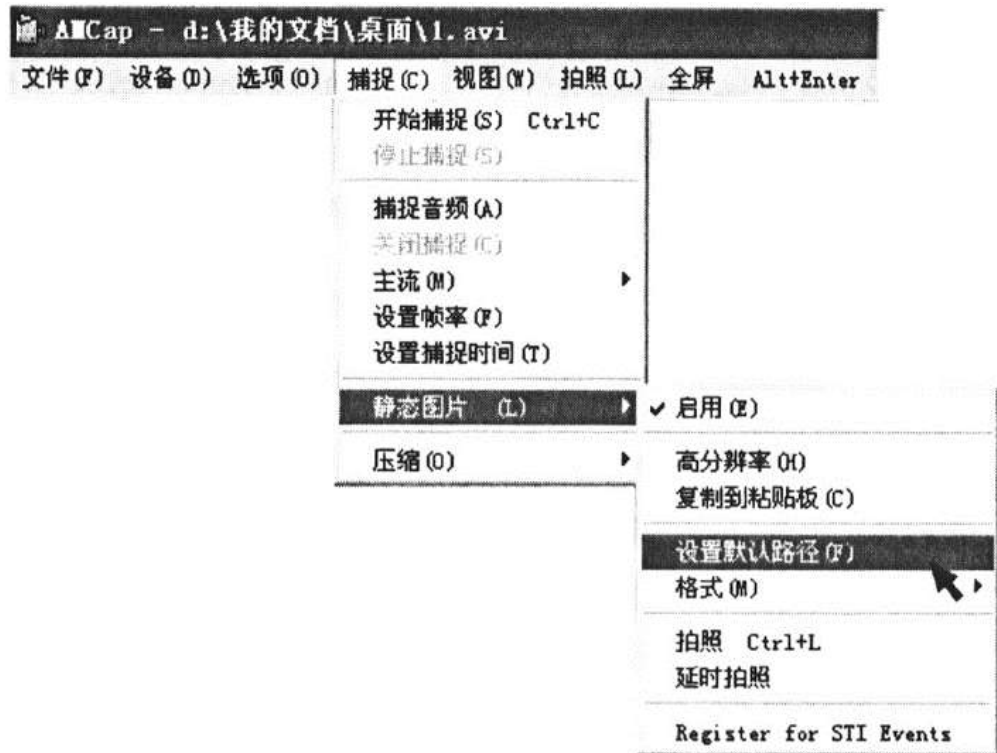 AMCap - d:\我的文档\桌面\1.avi
文件(F) 设备(D) 选项(O) 捕捉(C) 视图(W) 拍照(L) 全屏 Alt+Enter
开始捕捉(S) Ctrl+C
停止捕捉(S)
捕捉音频(A)
关闭捕捉(C)
主流(M)
设置帧率(F)
设置捕捉时间(T)
静态图片 (L)
压缩(O)
启用(E)
高分辨率(H)
复制到粘贴板(C)
设置默认路径(F)
格式(M)
拍照 Ctrl+L
延时拍照
Register for STI Events